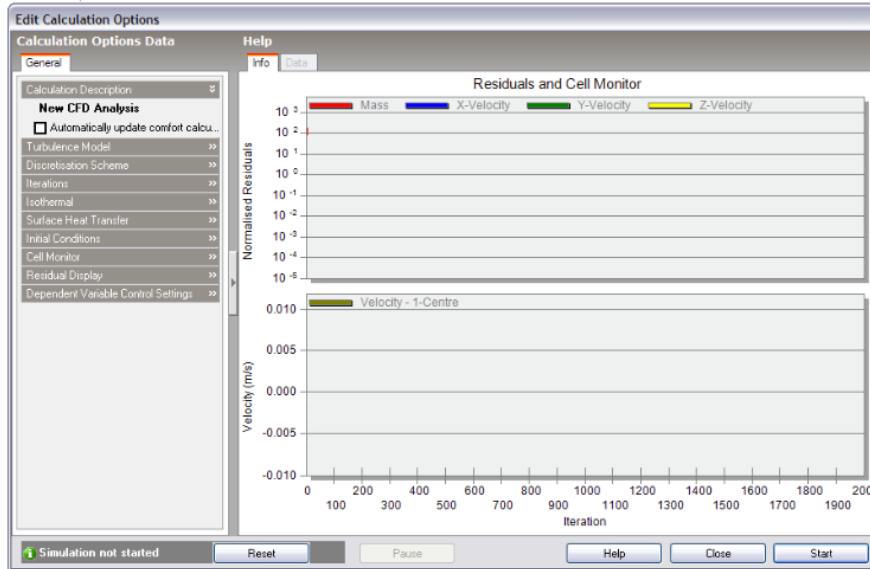 Edit Calculation Options
Calculation Options Data
General
Calculation Description
New CFD Analysis
Automatically update comfort calcu...
Turbulence Model
Discretisation Scheme
Iterations
Isothermal
Surface Heat Transfer
Initial Conditions
Cell Monitor
Residual Display
Dependent Variable Control Settings
Help
Info Data
Residuals and Cell Monitor
Mass X-Velocity Y-Velocity Z-Velocity
Normalised Residuals
10 3
10 2
10 1
10 0
10 -1
10 -2
10 -3
10 -4
10 -5
Velocity - 1-Centre
Velocity (m/s)
0.010
0.005
0.000
-0.005
-0.010
0 200 400 600 800 1000 1200 1400 1600 1800 200
100 300 500 700 900 1100 1300 1500 1700 1900
Iteration
Simulation not started Reset Pause Help Close Start